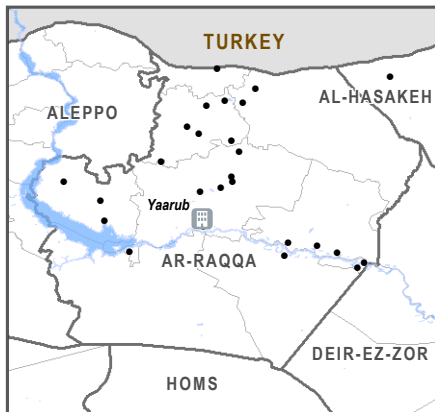 TURKEY
AL-HASAKEH
ALEPPO
Yaarub
AR-RAQQA
DEIR-EZ-ZOR
HOMS